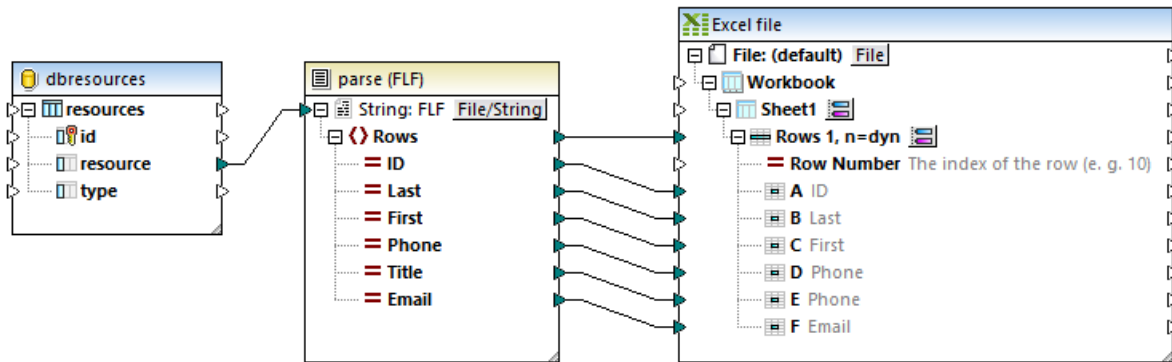 dbresources
resources
id
resource
type
parse (FLF)
String: FLF File/String
Rows
ID
Last
First
Phone
Title
Email
Excel file
File: (default) File
Workbook
Sheet1
Rows 1, n=dyn
Row Number The index of the row (e. g. 10)
A ID
B Last
C First
D Phone
E Phone
F Email